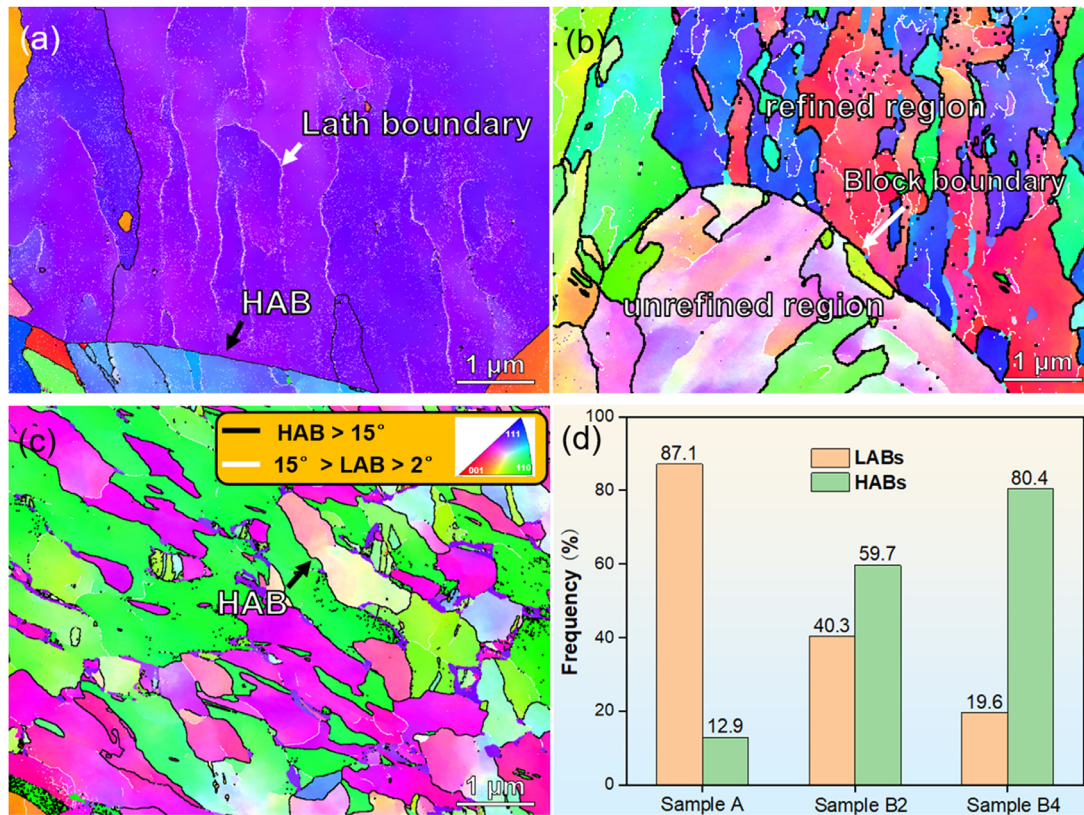 (a)
Lath boundary
HAB
1 μm
(b)
refined region
Block boundary
unrefined region
1 μm
(c)
HAB > 15°
15° > LAB > 2°
111
001
110
HAB
1 μm
(d)
Frequency (%)
100
80
60
40
20
0
LABs
HABs
87.1
12.9
40.3
59.7
19.6
80.4
Sample A
Sample B2
Sample B4